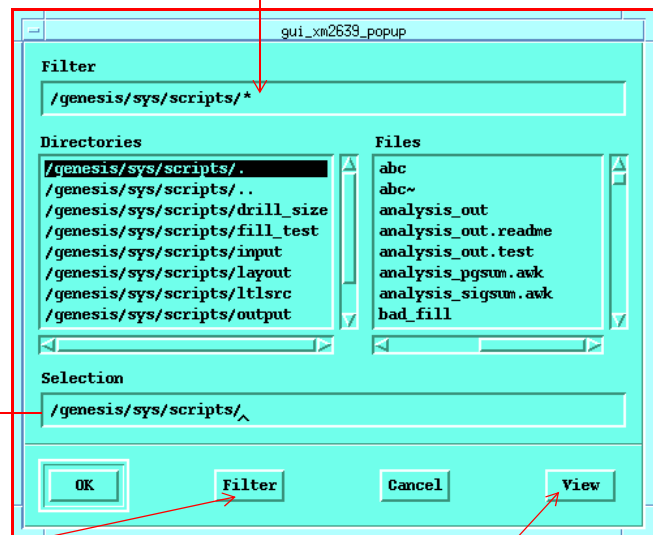 gui_xm2639_popup
Filter
/genesis/sys/scripts/*
Directories
/genesis/sys/scripts/.
/genesis/sys/scripts/..
/genesis/sys/scripts/drill_size
/genesis/sys/scripts/fill_test
/genesis/sys/scripts/input
/genesis/sys/scripts/layout
/genesis/sys/scripts/ltlsrc
/genesis/sys/scripts/output
Files
abc
abc~
analysis_out
analysis_out.readme
analysis_out.test
analysis_pgsum.awk
analysis_sigsum.awk
bad_fill
Selection
/genesis/sys/scripts/
OK
Filter
Cancel
View